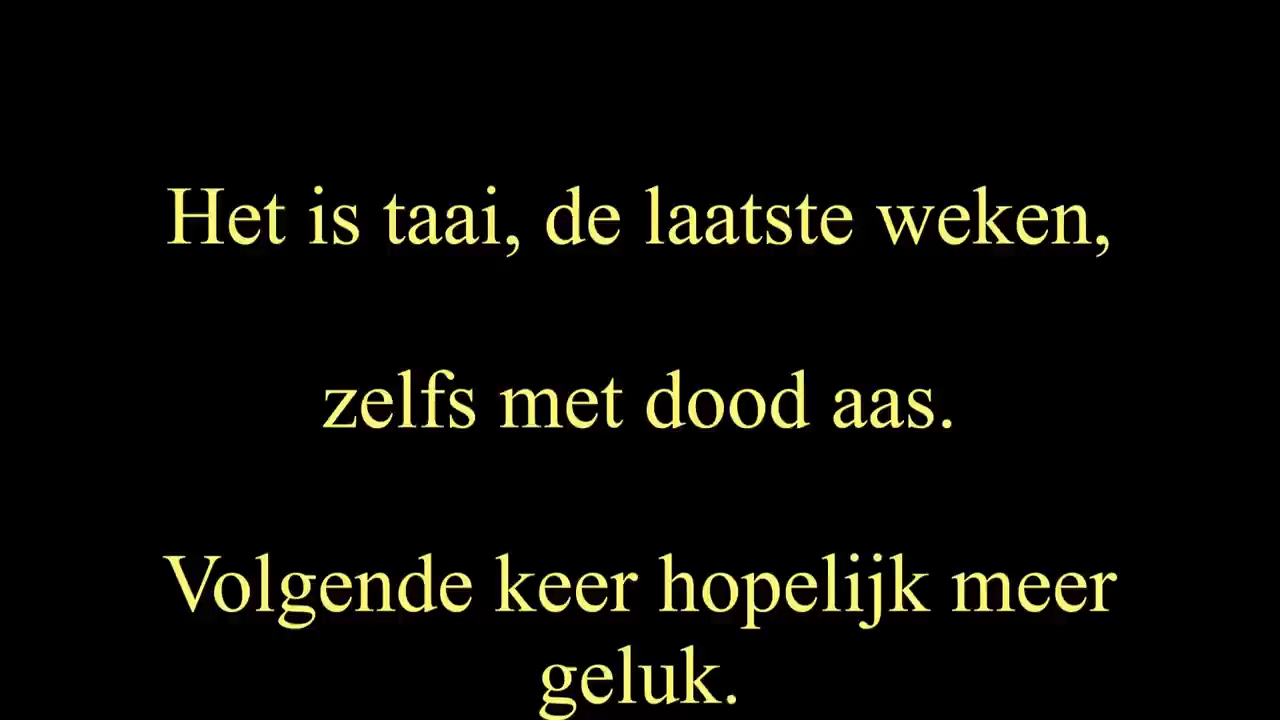 Het is taai, de laatste weken,
zelfs met dood aas.
Volgende keer hopelijk meer
geluk.